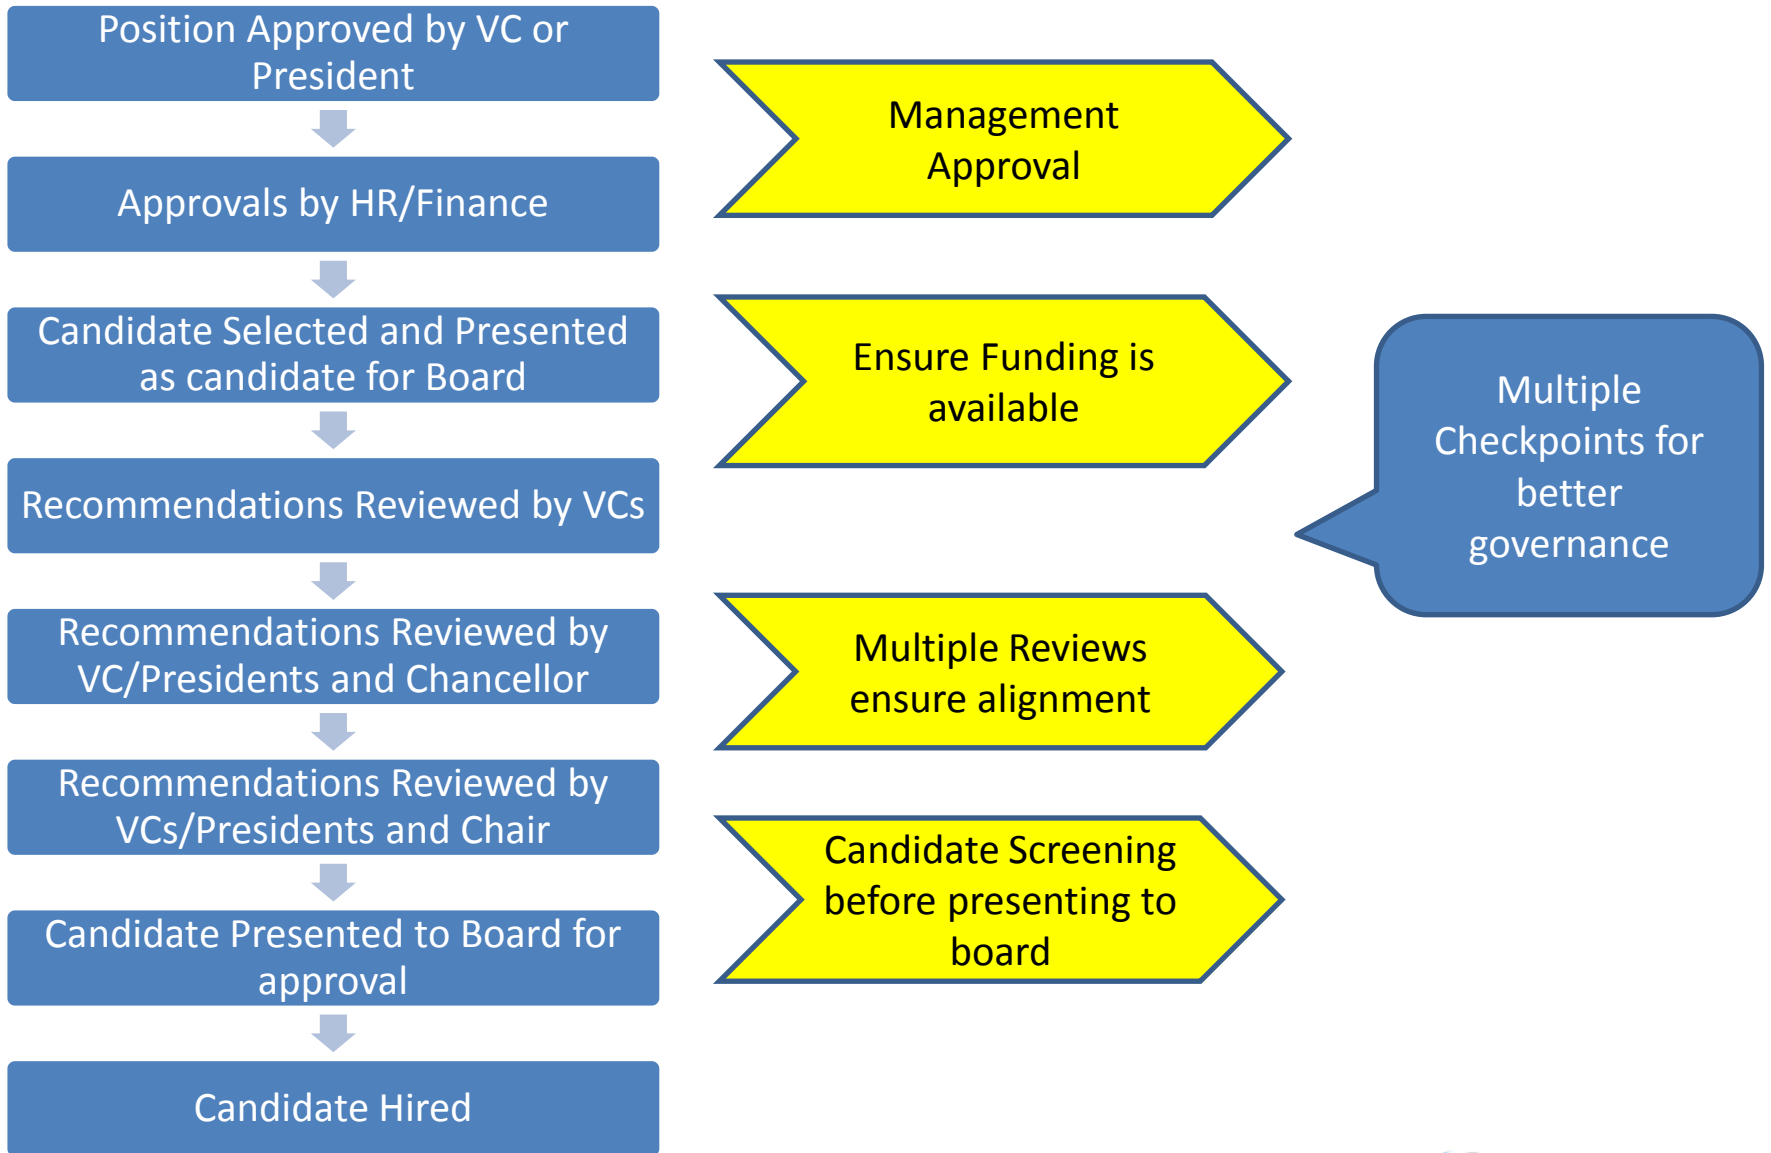 Position Approved by VC or
President
Approvals by HR/Finance
Candidate Selected and Presented
as candidate for Board
Recommendations Reviewed by VCs
Recommendations Reviewed by
VC/Presidents and Chancellor
Recommendations Reviewed by
VCs/Presidents and Chair
Candidate Presented to Board for
approval
Candidate Hired
Management
Approval
Ensure Funding is
available
Multiple Reviews
ensure alignment
Candidate Screening
before presenting to
board
Multiple
Checkpoints for
better
governance